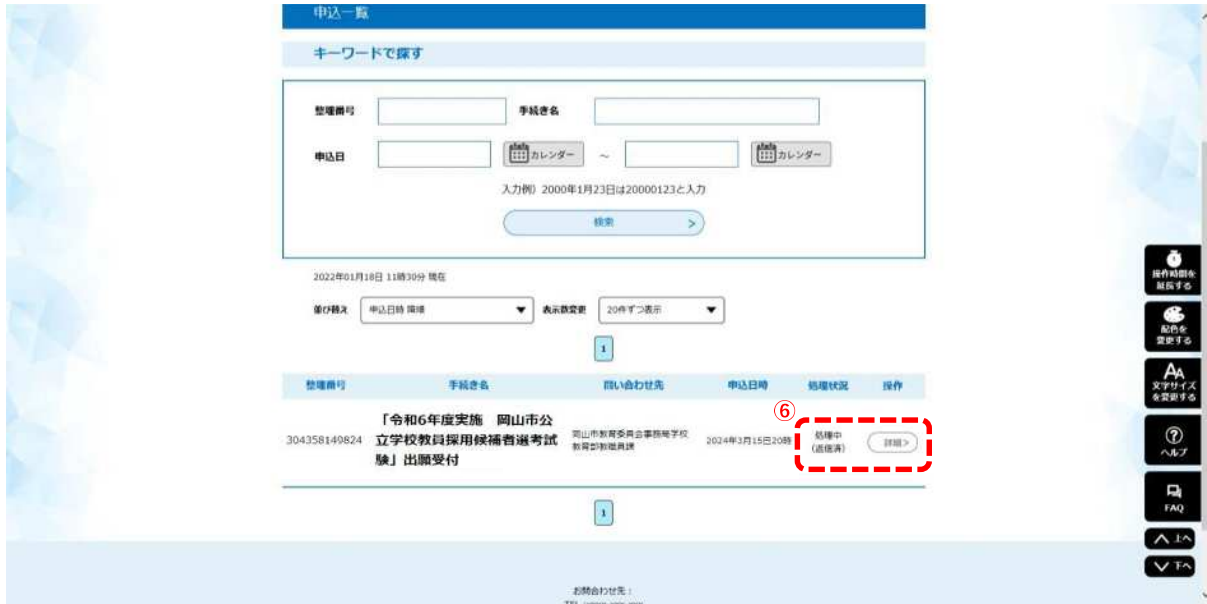 申込一覧
キーワードで探す
整理番号
手続き名
申込日
カレンダー ～ カレンダー
入力例）2000年1月23日は20000123と入力
検索 >
2022年01月18日 11時30分 現在
並び替え 申込日時 降順 ▼ 表示数変更 20件ずつ表示 ▼
1
整理番号 手続き名 問い合わせ先 申込日時 処理状況 操作
⑥
304358149824
「令和6年度実施　岡山市公
立学校教員採用候補者選考試
験」出願受付
岡山市教育委員会事務局学校
教育部教職員課
2024年3月15日20時
処理中
（返信済）
詳細>
1
お問合わせ先：
操作時間を
延長する
配色を
変更する
文字サイズ
を変更する
ヘルプ
FAQ
上へ
下へ